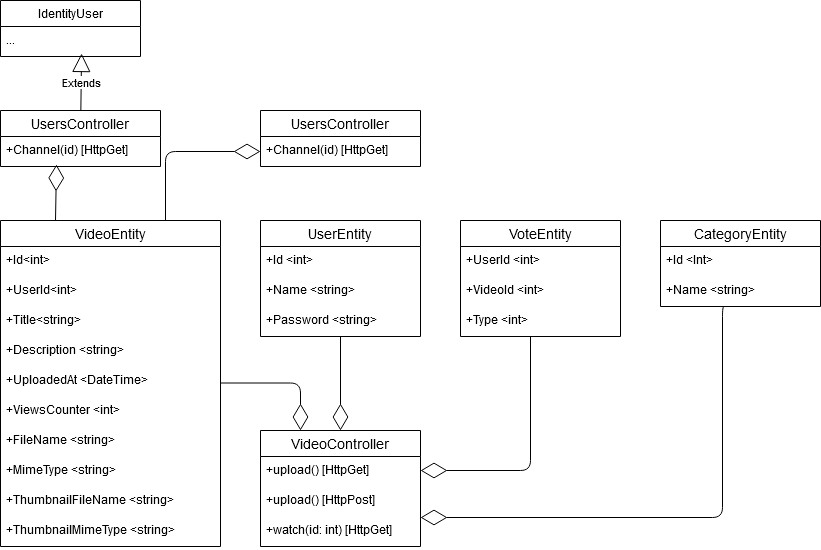 IdentityUser
...
Extends
UsersController
+Channel(id) [HttpGet]
UsersController
+Channel(id) [HttpGet]
VideoEntity
+Id<int>
+UserId<int>
+Title<string>
+Description <string>
+UploadedAt <DateTime>
+ViewsCounter <int>
+FileName <string>
+MimeType <string>
+ThumbnailFileName <string>
+ThumbnailMimeType <string>
UserEntity
+Id <int>
+Name <string>
+Password <string>
VoteEntity
+UserId <int>
+VideoId <int>
+Type <int>
CategoryEntity
+Id <Int>
+Name <string>
VideoController
+upload() [HttpGet]
+upload() [HttpPost]
+watch(id: int) [HttpGet]